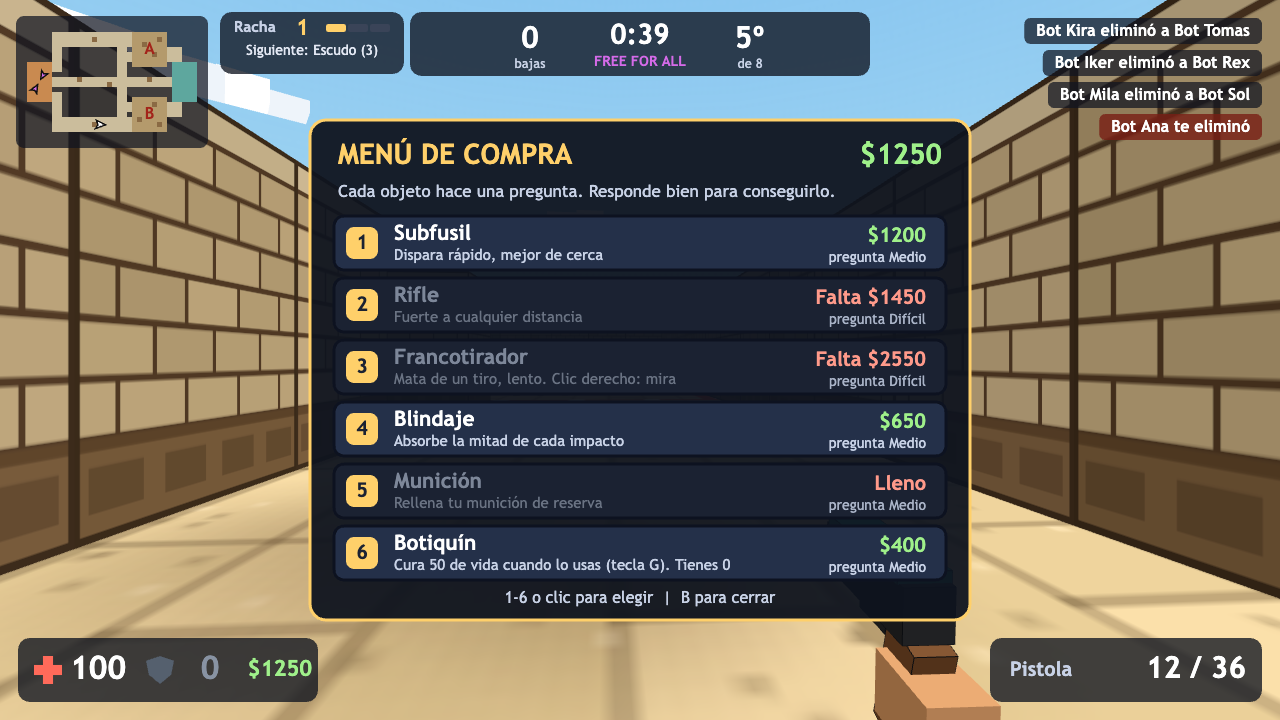 A
B
Racha 1
Siguiente: Escudo (3)
0
bajas
0:39
FREE FOR ALL
5º
de 8
Bot Kira eliminó a Bot Tomas
Bot Iker eliminó a Bot Rex
Bot Mila eliminó a Bot Sol
Bot Ana te eliminó
MENÚ DE COMPRA
$1250
Cada objeto hace una pregunta. Responde bien para conseguirlo.
1
Subfusil
Dispara rápido, mejor de cerca
$1200
pregunta Medio
2
Rifle
Fuerte a cualquier distancia
Falta $1450
pregunta Difícil
3
Francotirador
Mata de un tiro, lento. Clic derecho: mira
Falta $2550
pregunta Difícil
4
Blindaje
Absorbe la mitad de cada impacto
$650
pregunta Medio
5
Munición
Rellena tu munición de reserva
Lleno
pregunta Medio
6
Botiquín
Cura 50 de vida cuando lo usas (tecla G). Tienes 0
$400
pregunta Medio
1-6 o clic para elegir | B para cerrar
100
0
$1250
Pistola
12 / 36